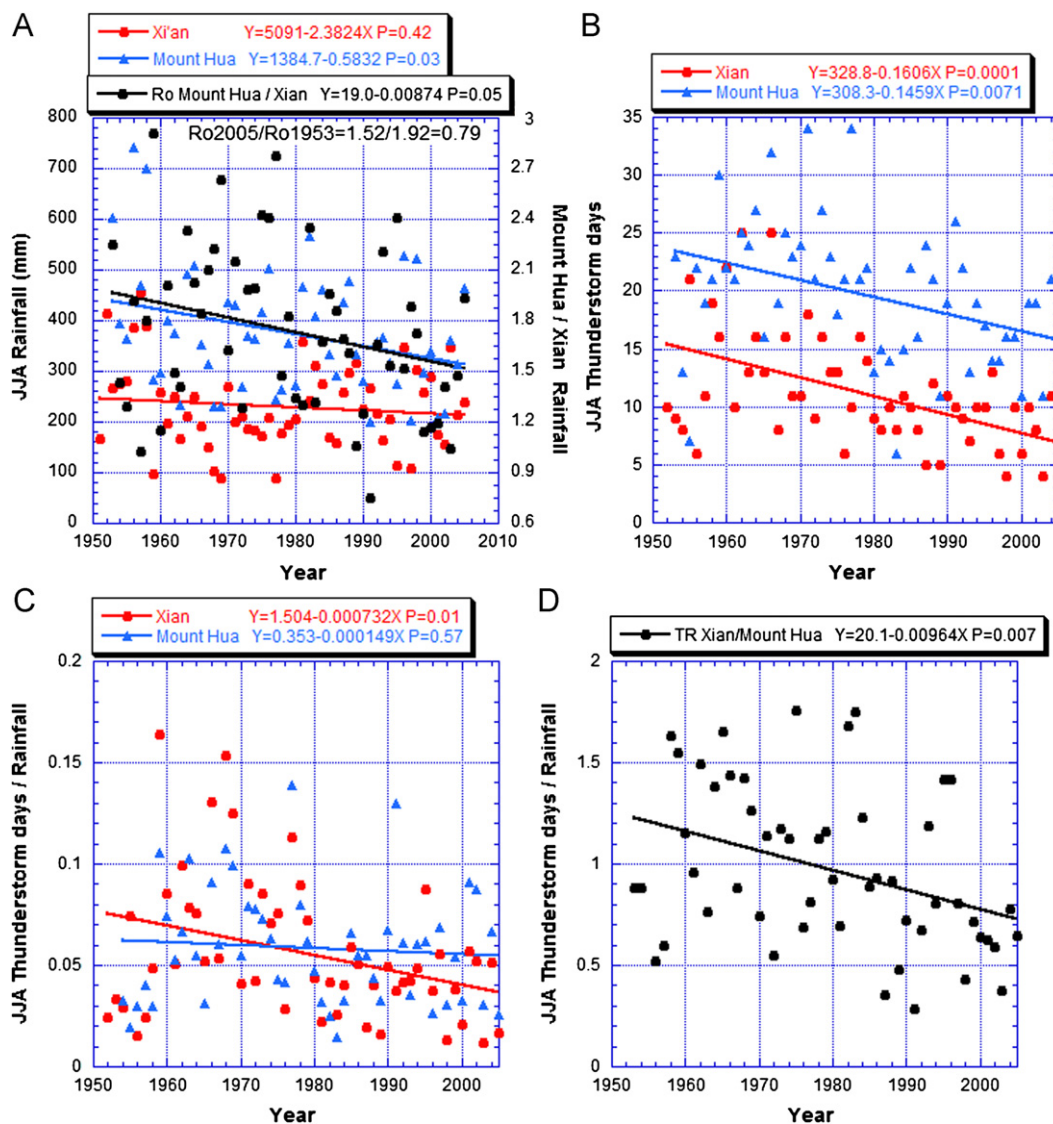 A
Xi'an Y=5091-2.3824X P=0.42
Mount Hua Y=1384.7-0.5832 P=0.03
Ro Mount Hua / Xian Y=19.0-0.00874 P=0.05
Ro2005/Ro1953=1.52/1.92=0.79
JJA Rainfall (mm)
800
700
600
500
400
300
200
100
0
Mount Hua / Xian Rainfall
3
2.7
2.4
2.1
1.8
1.5
1.2
0.9
0.6
1950 1960 1970 1980 1990 2000 2010
Year
B
Xian Y=328.8-0.1606X P=0.0001
Mount Hua Y=308.3-0.1459X P=0.0071
JJA Thunderstorm days
35
30
25
20
15
10
5
0
1950 1960 1970 1980 1990 2000
Year
C
Xian Y=1.504-0.000732X P=0.01
Mount Hua Y=0.353-0.000149X P=0.57
JJA Thunderstorm days / Rainfall
0.2
0.15
0.1
0.05
0
1950 1960 1970 1980 1990 2000
Year
D
TR Xian/Mount Hua Y=20.1-0.00964X P=0.007
JJA Thunderstorm days / Rainfall
2
1.5
1
0.5
0
1950 1960 1970 1980 1990 2000
Year